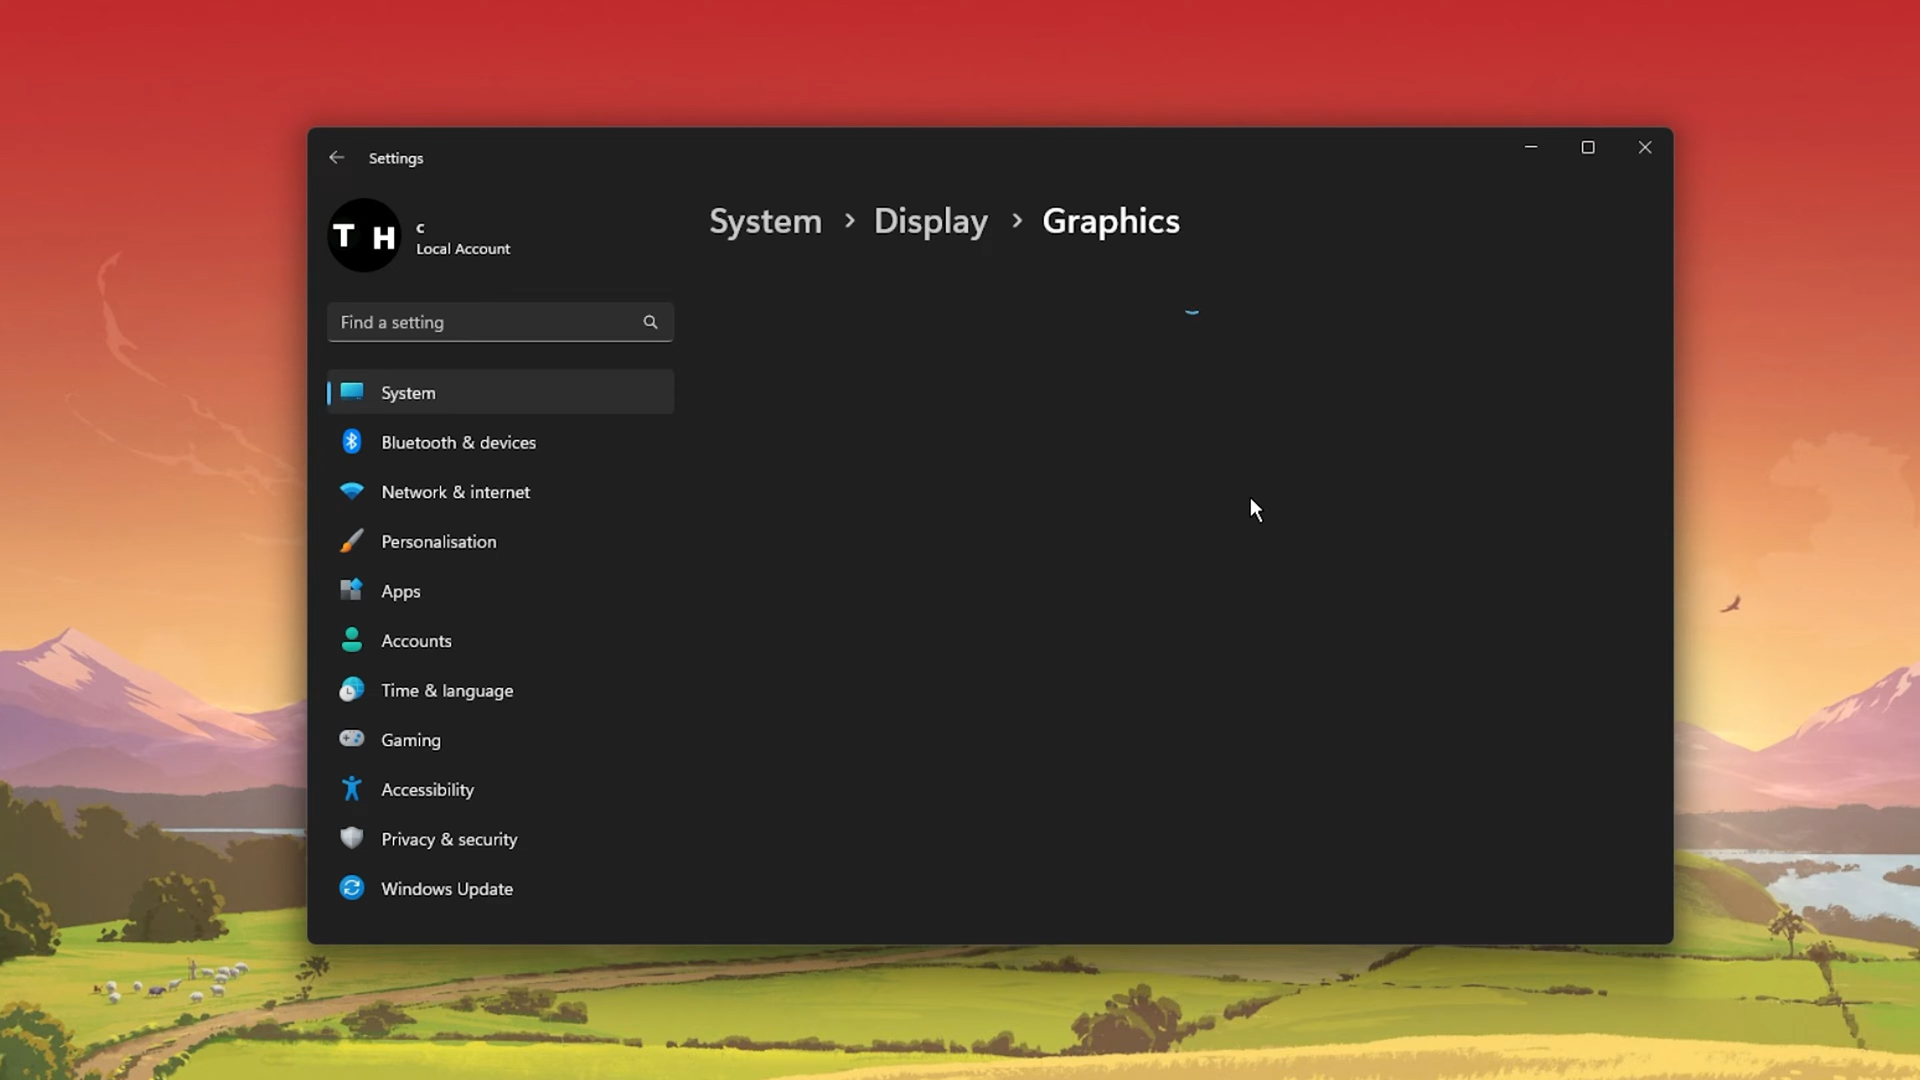 Settings
T H
c
Local Account
System > Display > Graphics
Find a setting
System
Bluetooth & devices
Network & internet
Personalisation
Apps
Accounts
Time & language
Gaming
Accessibility
Privacy & security
Windows Update